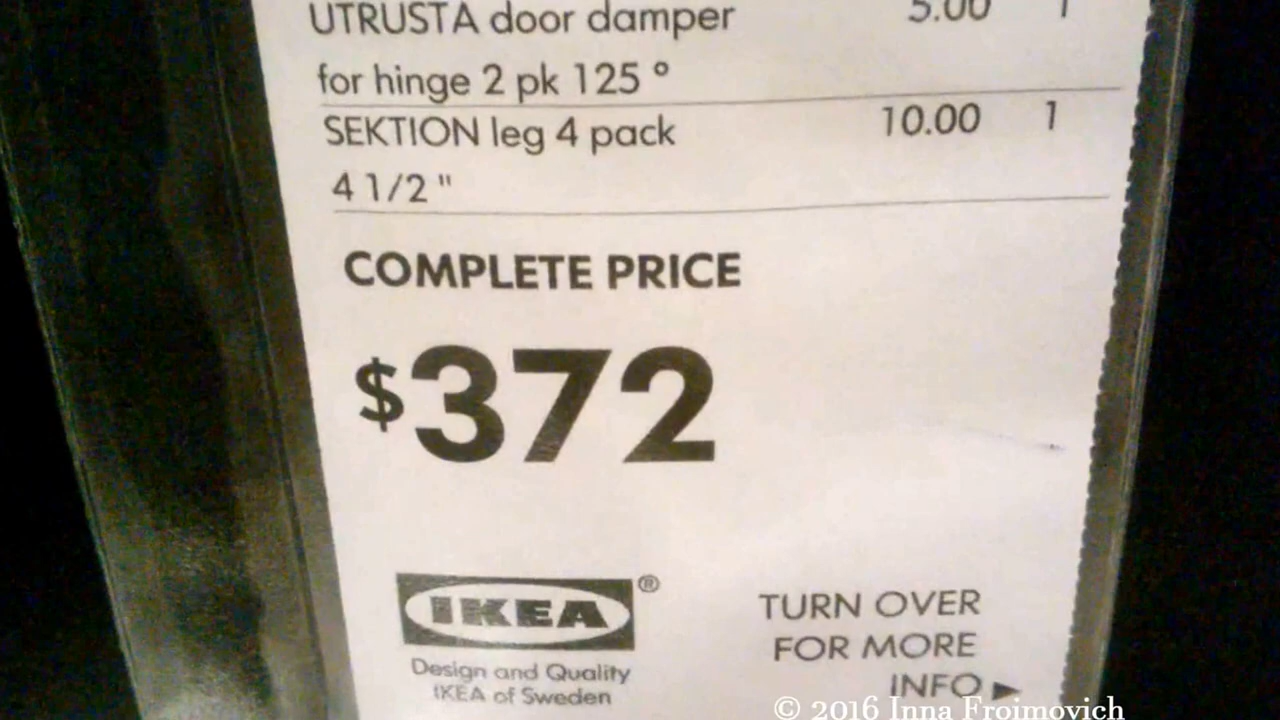 UTRUSTA door damper 5.00 1
for hinge 2 pk 125 °
SEKTION leg 4 pack 10.00 1
4 1/2 "
COMPLETE PRICE
$372
IKEA ®
Design and Quality
IKEA of Sweden
TURN OVER
FOR MORE
INFO ►
© 2016 Inna Froimovich